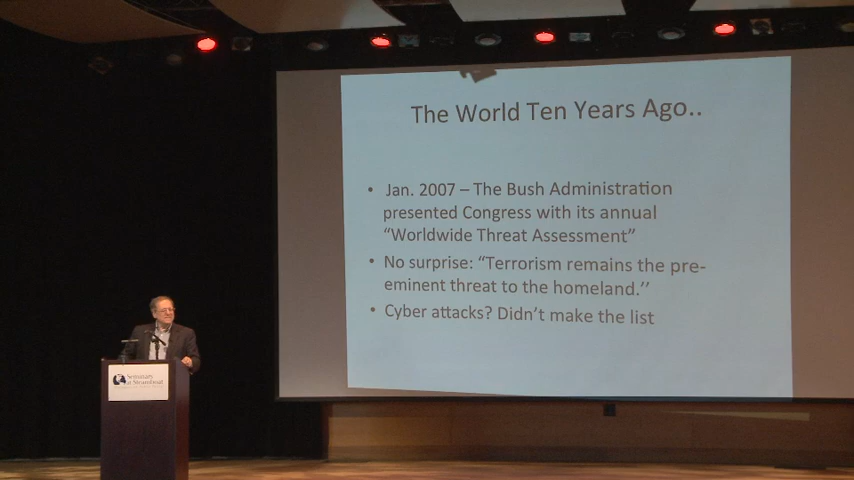 The World Ten Years Ago..
• Jan. 2007 – The Bush Administration
presented Congress with its annual
“Worldwide Threat Assessment”
• No surprise: “Terrorism remains the pre-
eminent threat to the homeland.’’
• Cyber attacks? Didn’t make the list
Seminars
at Steamboat